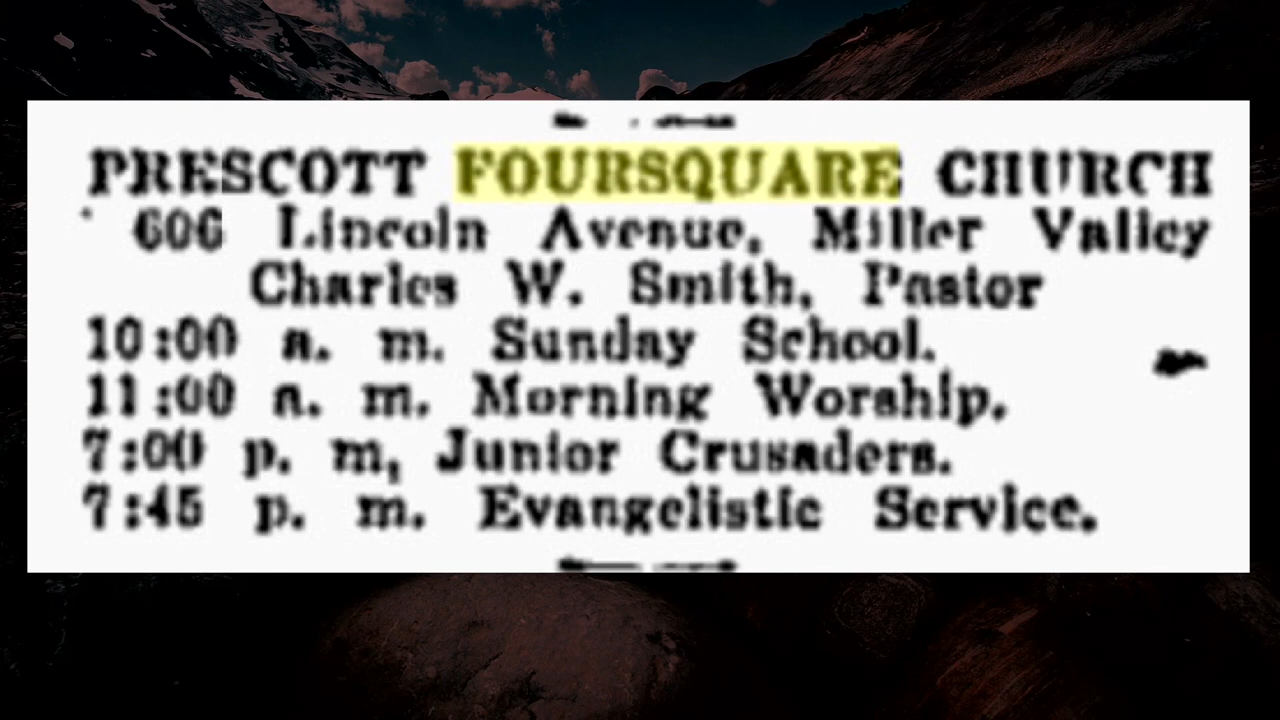 PRESCOTT FOURSQUARE CHURCH
606 Lincoln Avenue, Miller Valley
Charles W. Smith, Pastor
10:00 a. m. Sunday School.
11:00 a. m. Morning Worship.
7:00 p. m. Junior Crusaders.
7:45 p. m. Evangelistic Service.